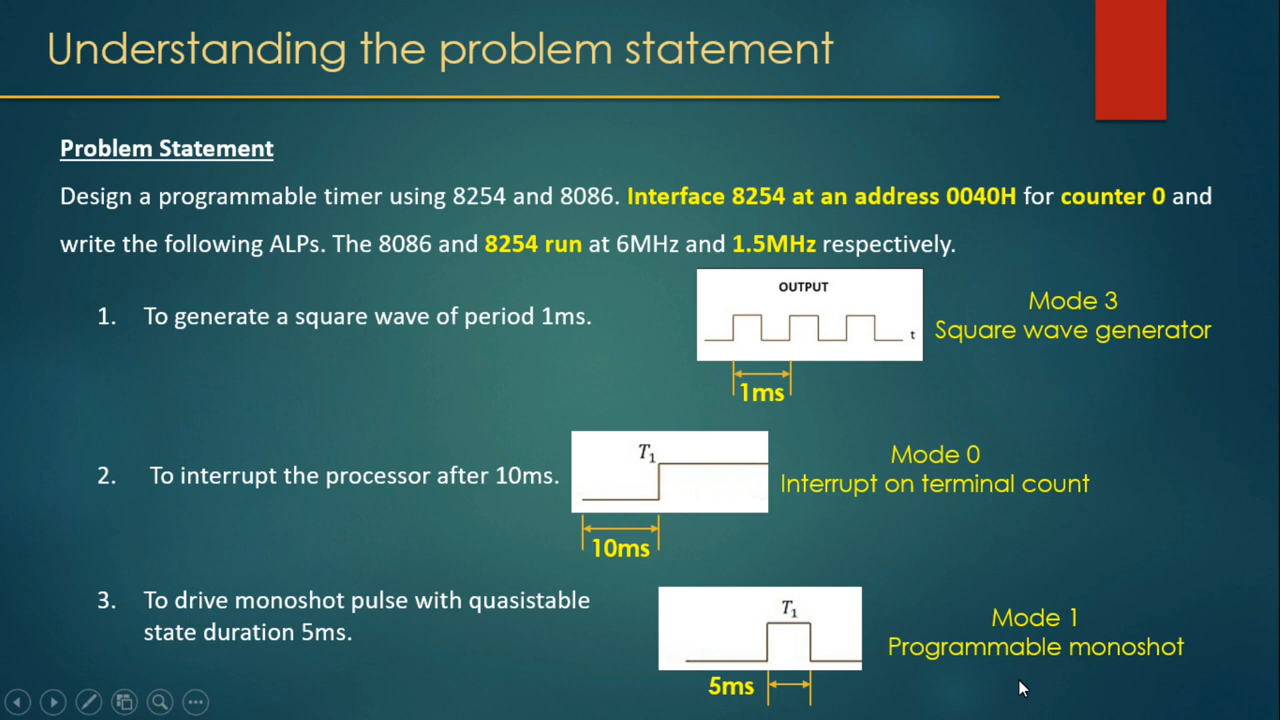 Understanding the problem statement
Problem Statement
Design a programmable timer using 8254 and 8086. Interface 8254 at an address 0040H for counter 0 and
write the following ALPs. The 8086 and 8254 run at 6MHz and 1.5MHz respectively.
1. To generate a square wave of period 1ms.
OUTPUT
t
1ms
Mode 3
Square wave generator
2. To interrupt the processor after 10ms.
T1
10ms
Mode 0
Interrupt on terminal count
3. To drive monoshot pulse with quasistable
state duration 5ms.
T1
5ms
Mode 1
Programmable monoshot